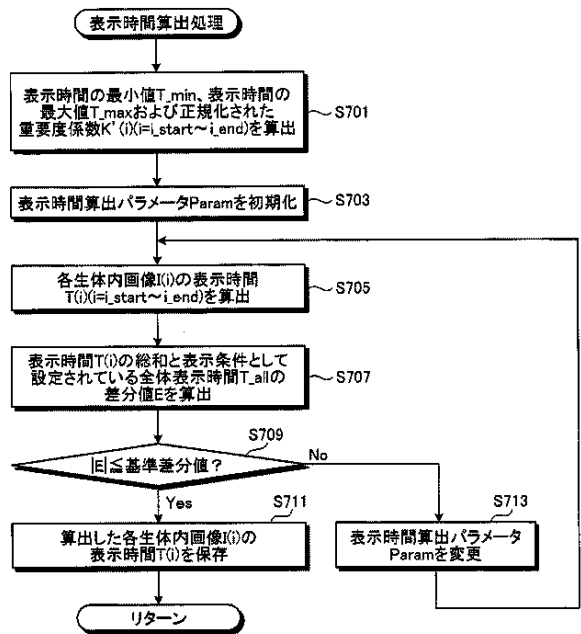 表示時間算出処理
表示時間の最小値T_min、表示時間の
最大値T_maxおよび正規化された
重要度係数K'(i)(i=i_start～i_end)を算出
S701
表示時間算出パラメータParamを初期化
S703
各生体内画像I(i)の表示時間
T(i)(i=i_start～i_end)を算出
S705
表示時間T(i)の総和と表示条件として
設定されている全体表示時間T_allの
差分値Eを算出
S707
S709
|E|≦基準差分値？
No
Yes
S711
算出した各生体内画像I(i)の
表示時間T(i)を保存
S713
表示時間算出パラメータ
Paramを変更
リターン